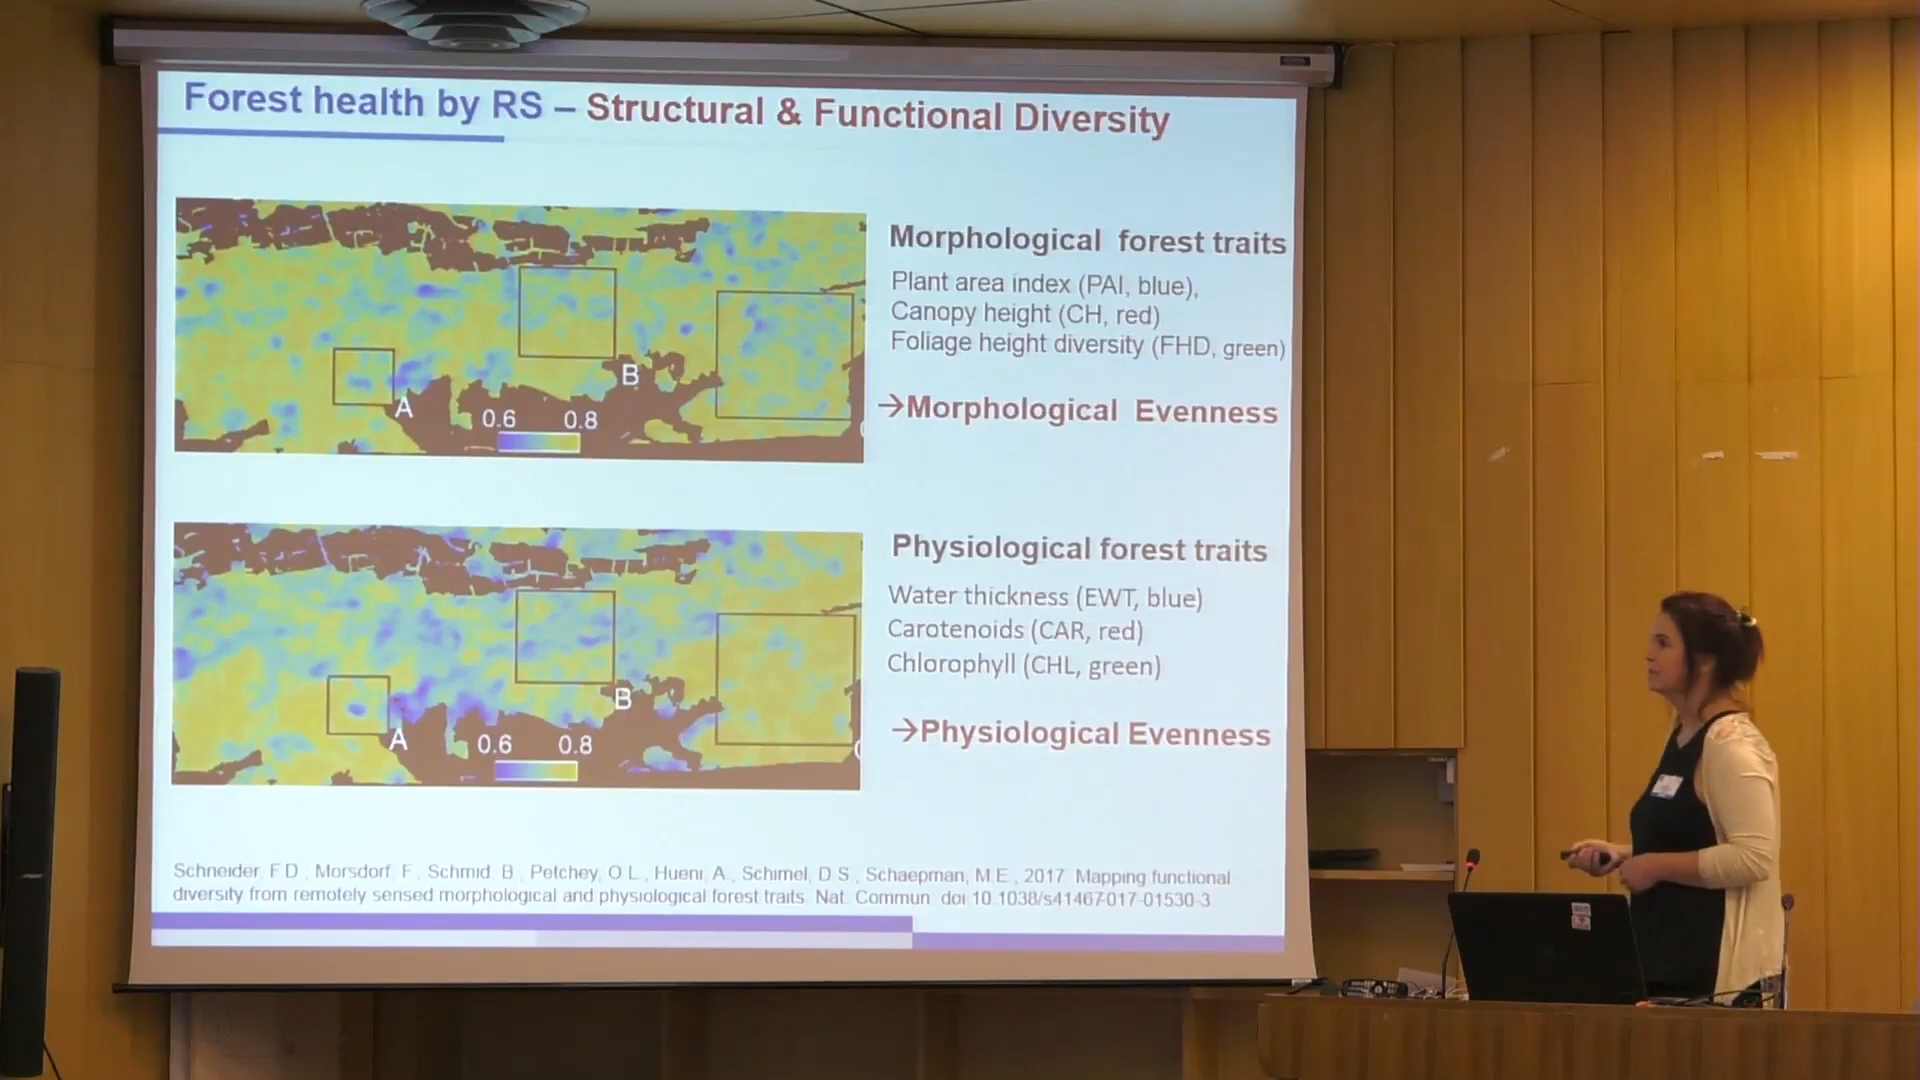 Forest health by RS – Structural & Functional Diversity
Morphological forest traits
Plant area index (PAI, blue),
Canopy height (CH, red)
Foliage height diversity (FHD, green)
→Morphological Evenness
A
B
0.6 0.8
Physiological forest traits
Water thickness (EWT, blue)
Carotenoids (CAR, red)
Chlorophyll (CHL, green)
→Physiological Evenness
A
B
0.6 0.8
Schneider, F.D., Morsdorf, F., Schmid, B., Petchey, O.L., Hueni, A., Schimel, D.S., Schaepman, M.E., 2017. Mapping functional
diversity from remotely sensed morphological and physiological forest traits. Nat. Commun. doi 10.1038/s41467-017-01530-3